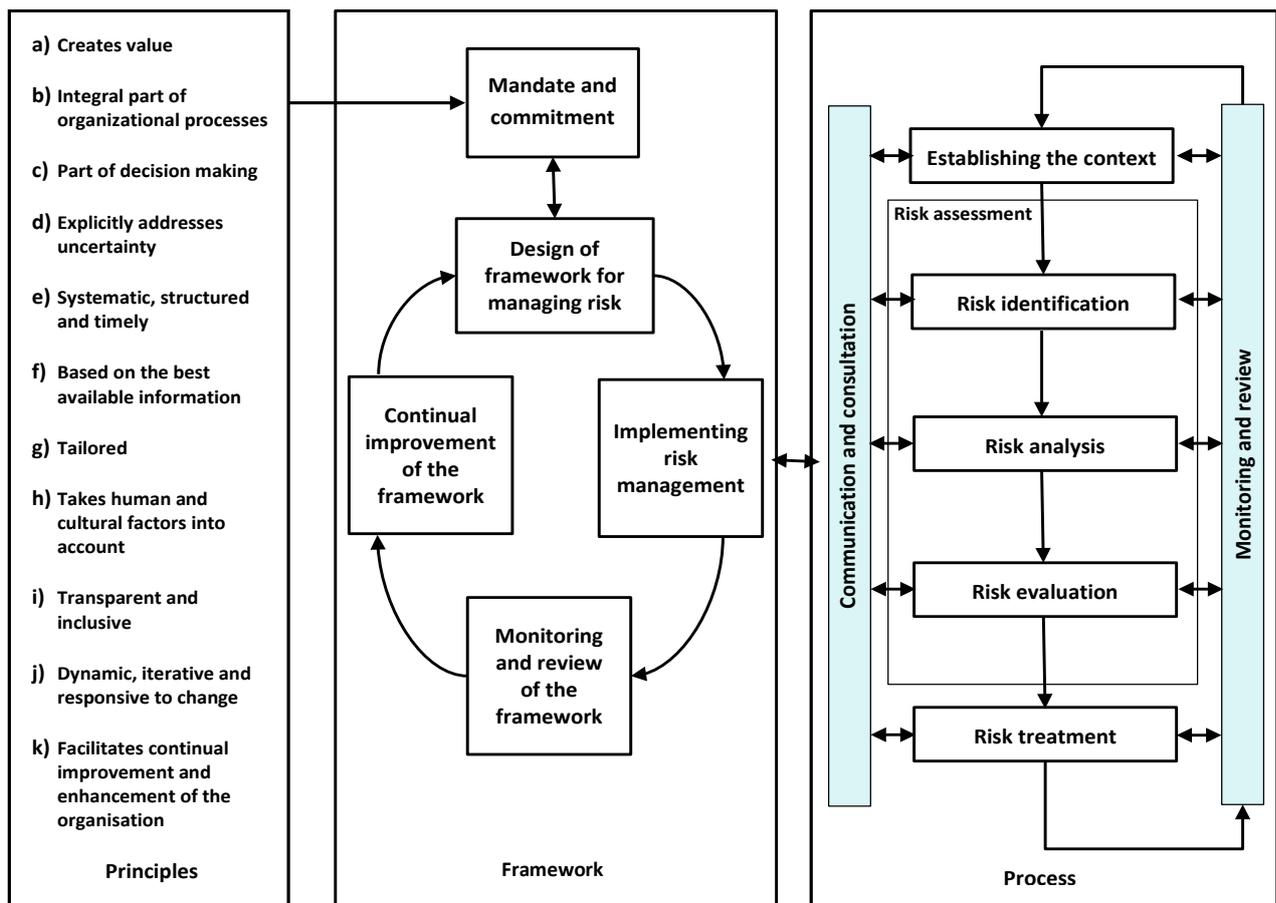 a) Creates value
b) Integral part of
organizational processes
c) Part of decision making
d) Explicitly addresses
uncertainty
e) Systematic, structured
and timely
f) Based on the best
available information
g) Tailored
h) Takes human and
cultural factors into
account
i) Transparent and
inclusive
j) Dynamic, iterative and
responsive to change
k) Facilitates continual
improvement and
enhancement of the
organisation
Principles
Mandate and
commitment
Design of
framework for
managing risk
Continual
improvement
of the
framework
Implementing
risk
management
Monitoring
and review
of the
framework
Framework
Communication and consultation
Establishing the context
Risk assessment
Risk identification
Risk analysis
Risk evaluation
Risk treatment
Monitoring and review
Process